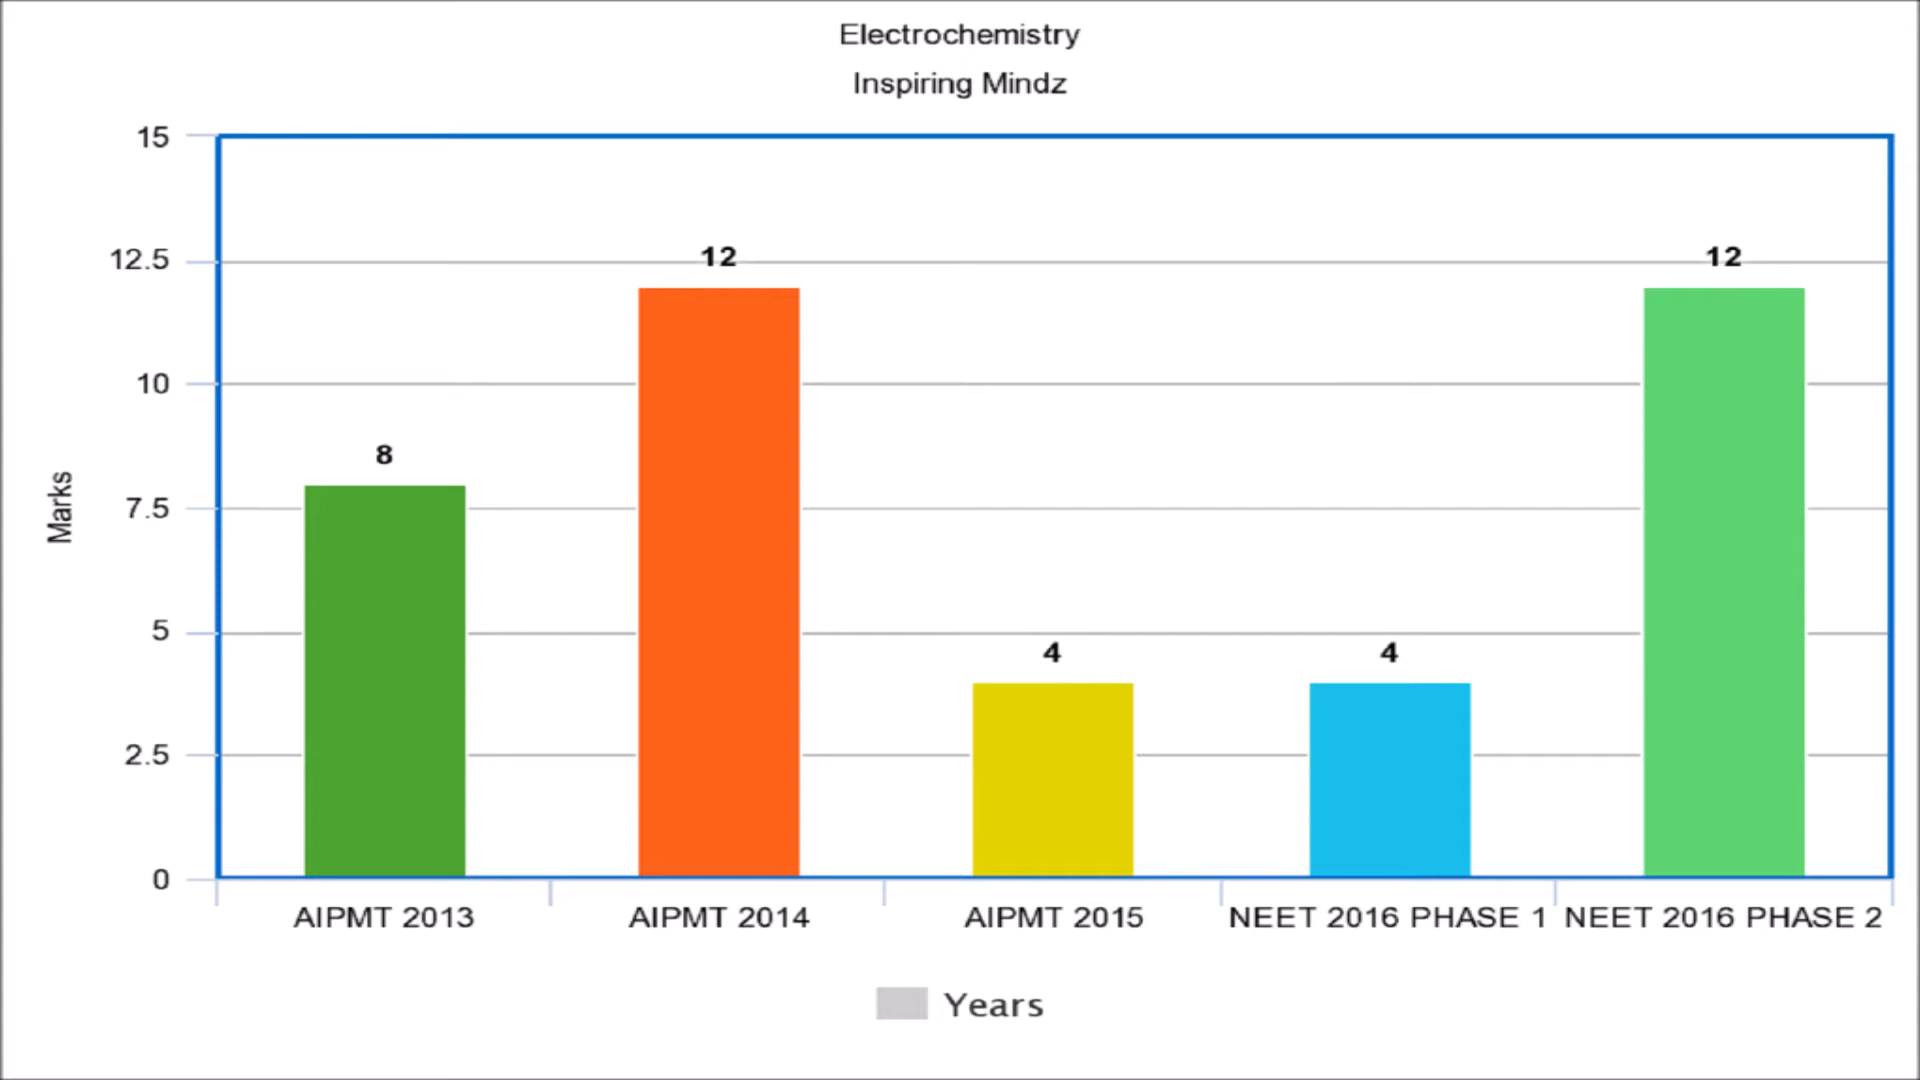 Electrochemistry
Inspiring Mindz
15
12.5
10
7.5
5
2.5
0
Marks
8
12
4
4
12
AIPMT 2013
AIPMT 2014
AIPMT 2015
NEET 2016 PHASE 1
NEET 2016 PHASE 2
Years